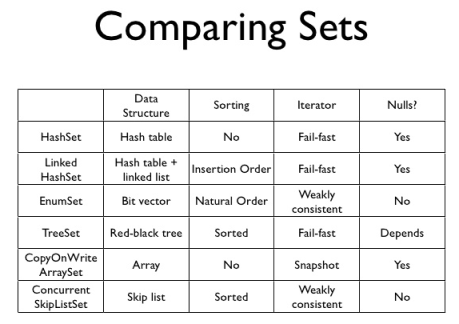 Comparing Sets
Data Structure Sorting Iterator Nulls?
HashSet Hash table No Fail-fast Yes
Linked HashSet Hash table + linked list Insertion Order Fail-fast Yes
EnumSet Bit vector Natural Order Weakly consistent No
TreeSet Red-black tree Sorted Fail-fast Depends
CopyOnWrite ArraySet Array No Snapshot Yes
Concurrent SkipListSet Skip list Sorted Weakly consistent No